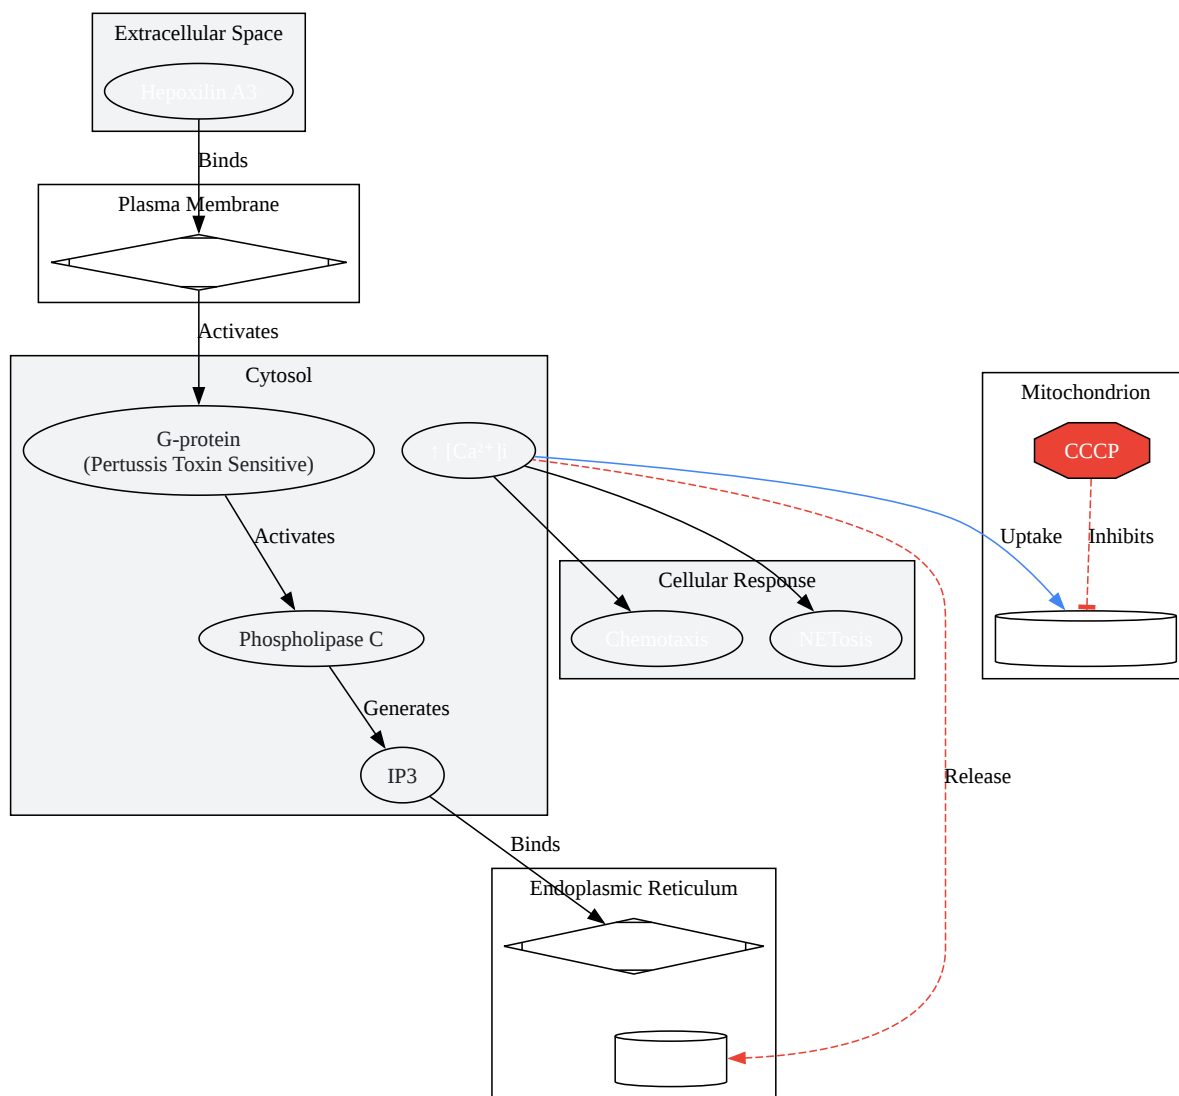 Extracellular Space
Hepoxilin A3
Binds
Plasma Membrane
Activates
Cytosol
G-protein
(Pertussis Toxin Sensitive)
↑ [Ca²⁺]i
Mitochondrion
CCCP
Activates
Uptake
Inhibits
Cellular Response
Phospholipase C
Chemotaxis
NETosis
Generates
IP3
Release
Binds
Endoplasmic Reticulum